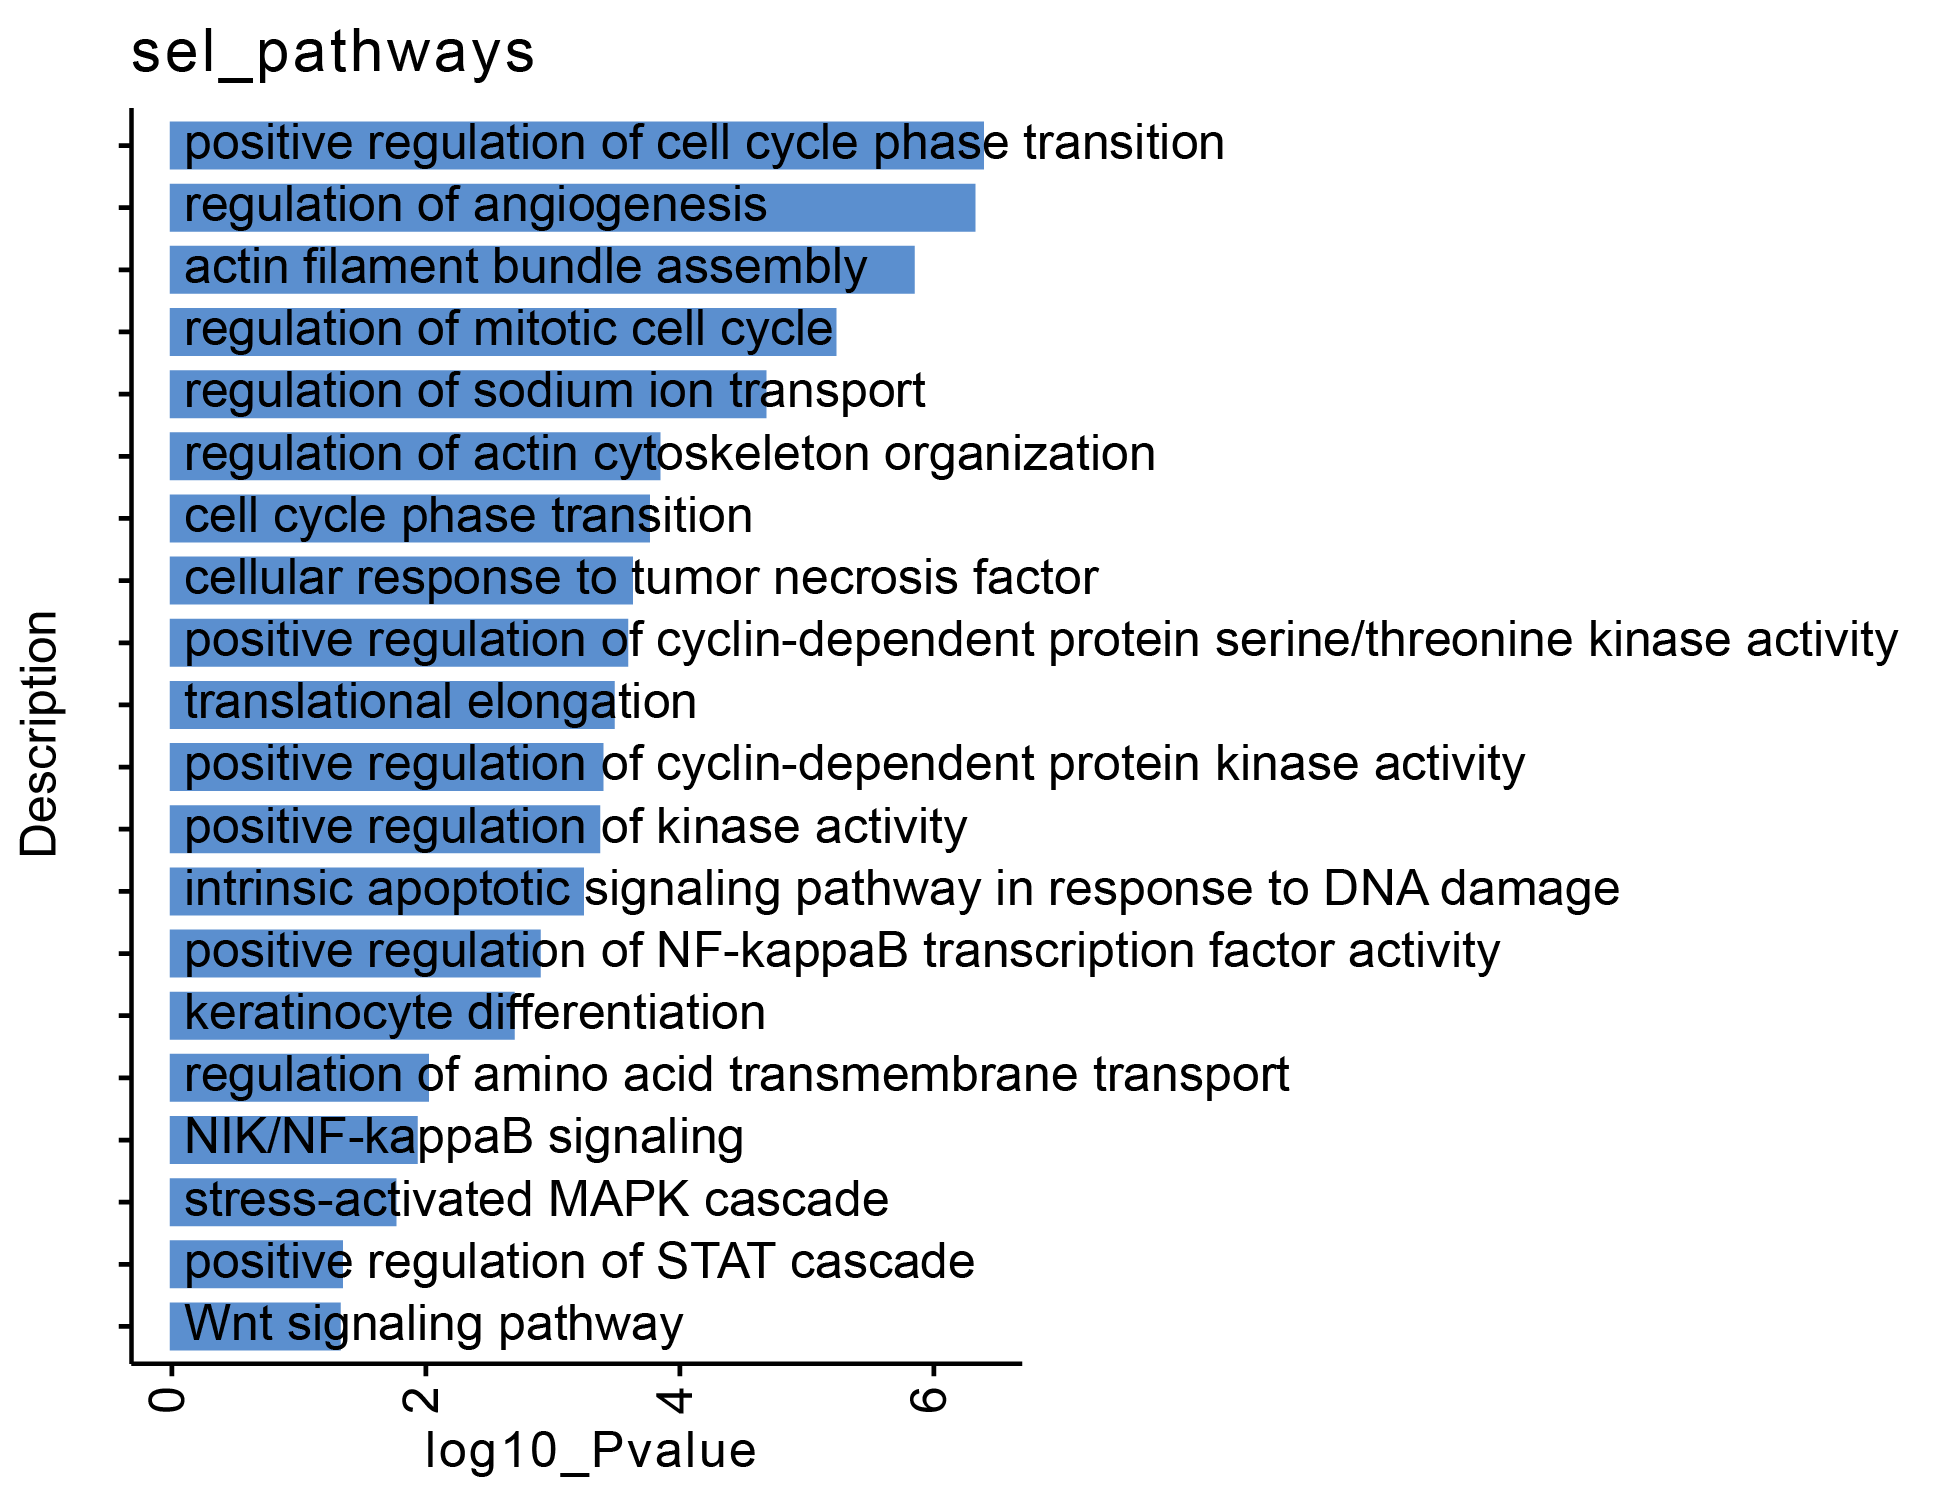 sel_pathways
positive regulation of cell cycle phase transition
regulation of angiogenesis
actin filament bundle assembly
regulation of mitotic cell cycle
regulation of sodium ion transport
regulation of actin cytoskeleton organization
cell cycle phase transition
cellular response to tumor necrosis factor
positive regulation of cyclin-dependent protein serine/threonine kinase activity
translational elongation
positive regulation of cyclin-dependent protein kinase activity
positive regulation of kinase activity
intrinsic apoptotic signaling pathway in response to DNA damage
positive regulation of NF-kappaB transcription factor activity
keratinocyte differentiation
regulation of amino acid transmembrane transport
NIK/NF-kappaB signaling
stress-activated MAPK cascade
positive regulation of STAT cascade
Wnt signaling pathway
Description
0 2 4 6
log10_Pvalue